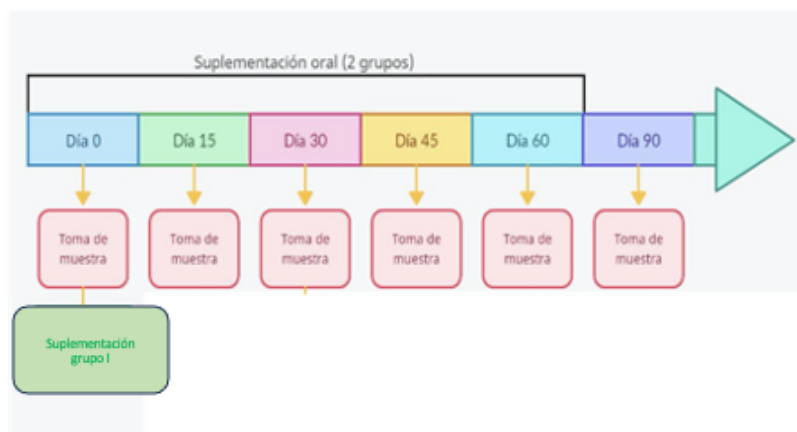 Suplementación oral (2 grupos)
Día 0
Día 15
Día 30
Día 45
Día 60
Día 90
Toma de
muestra
Toma de
muestra
Toma de
muestra
Toma de
muestra
Toma de
muestra
Toma de
muestra
Suplementación
grupo I